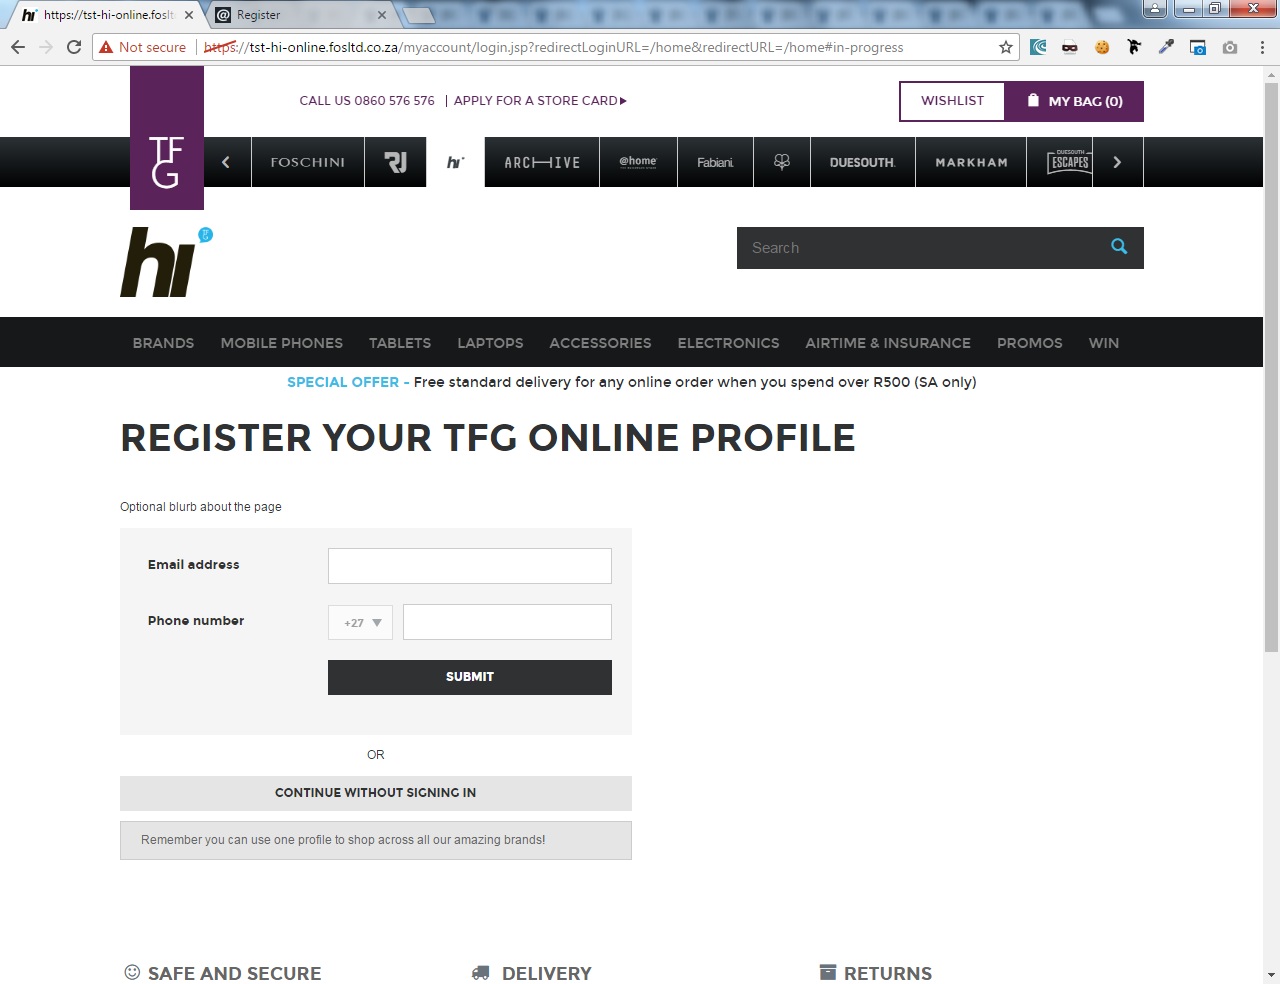 https://tst-hi-online.foslt
Register
Not secure
https://tst-hi-online.fosltd.co.za/myaccount/login.jsp?redirectLoginURL=/home&redirectURL=/home#in-progress
CALL US 0860 576 576 | APPLY FOR A STORE CARD
WISHLIST
MY BAG (0)
TFG
FOSCHINI
RJ
hi
ARCHIVE
@home
Fabiani.
DUESOUTH.
MARKHAM
DUESOUTH
ESCAPES
hi
TFG
Search
BRANDS
MOBILE PHONES
TABLETS
LAPTOPS
ACCESSORIES
ELECTRONICS
AIRTIME & INSURANCE
PROMOS
WIN
SPECIAL OFFER - Free standard delivery for any online order when you spend over R500 (SA only)
REGISTER YOUR TFG ONLINE PROFILE
Optional blurb about the page
Email address
Phone number
+27
SUBMIT
OR
CONTINUE WITHOUT SIGNING IN
Remember you can use one profile to shop across all our amazing brands!
SAFE AND SECURE
DELIVERY
RETURNS